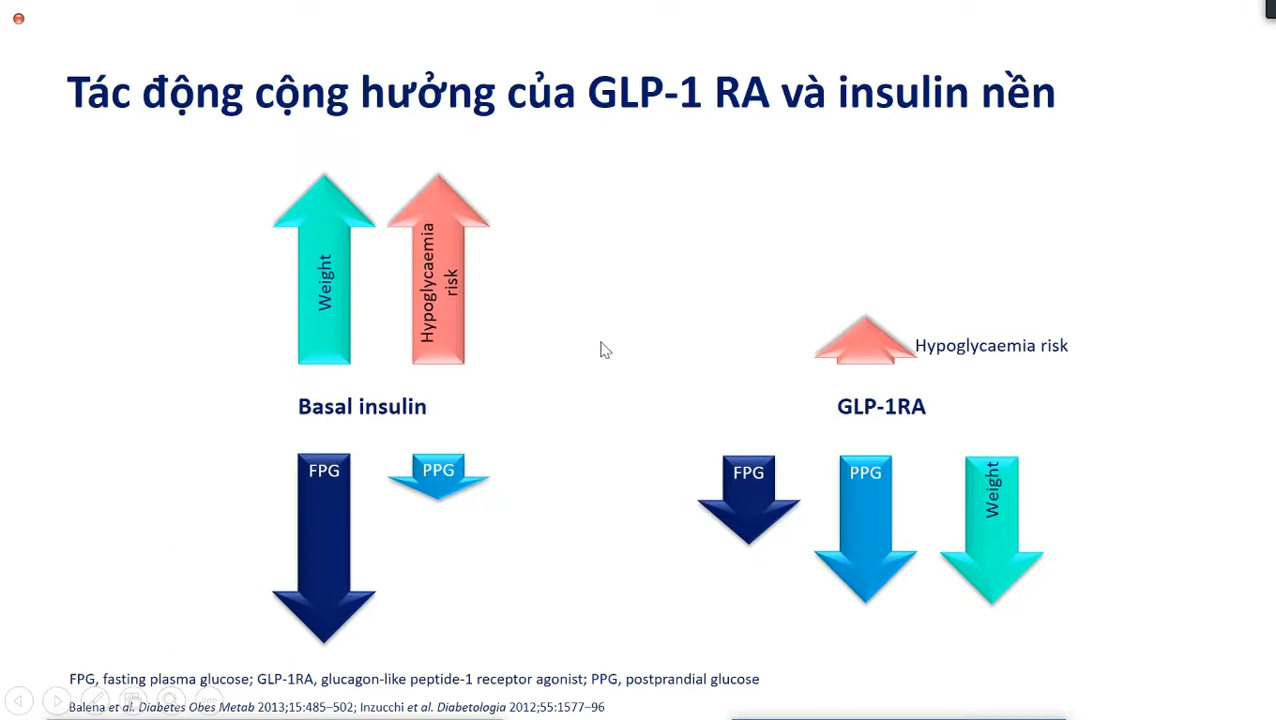 Tác động cộng hưởng của GLP-1 RA và insulin nền
Weight
Hypoglycaemia
risk
Hypoglycaemia risk
Basal insulin
GLP-1RA
FPG
PPG
FPG
PPG
Weight
FPG, fasting plasma glucose; GLP-1RA, glucagon-like peptide-1 receptor agonist; PPG, postprandial glucose
Balena et al. Diabetes Obes Metab 2013;15:485–502; Inzucchi et al. Diabetologia 2012;55:1577–96